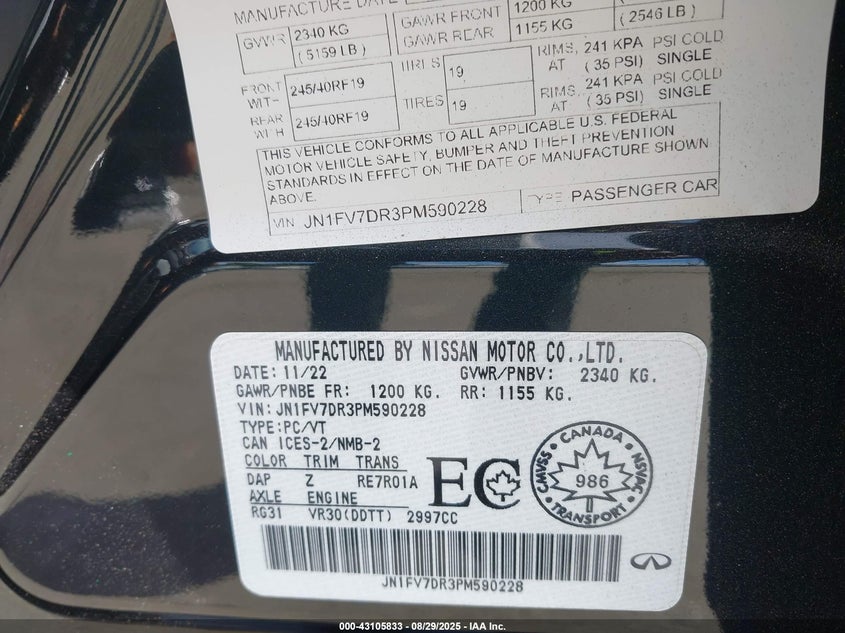 MANUFACTURE DATE
GVWR 2340 KG ( 5159 LB )
GAWR FRONT 1200 KG
GAWR REAR 1155 KG ( 2546 LB )
FRONT WITH 245/40RF19 TIRES 19 RIMS, AT 241 KPA ( 35 PSI) PSI COLD SINGLE
REAR WITH 245/40RF19 TIRES 19 RIMS, AT 241 KPA ( 35 PSI) PSI COLD SINGLE
THIS VEHICLE CONFORMS TO ALL APPLICABLE U.S. FEDERAL
MOTOR VEHICLE SAFETY, BUMPER AND THEFT PREVENTION
STANDARDS IN EFFECT ON THE DATE OF MANUFACTURE SHOWN
ABOVE.
VIN JN1FV7DR3PM590228 TYPE PASSENGER CAR
MANUFACTURED BY NISSAN MOTOR CO.,LTD.
DATE: 11/22 GVWR/PNBV: 2340 KG.
GAWR/PNBE FR: 1200 KG. RR: 1155 KG.
VIN: JN1FV7DR3PM590228
TYPE:PC/VT
CAN ICES-2/NMB-2
COLOR TRIM TRANS
DAP Z RE7R01A
AXLE ENGINE
RG31 VR30(DDTT) 2997CC
EC
CANADA
CMVSS 986 NSVAC
TRANSPORT
JN1FV7DR3PM590228
000-43105833 - 08/29/2025 - IAA Inc.